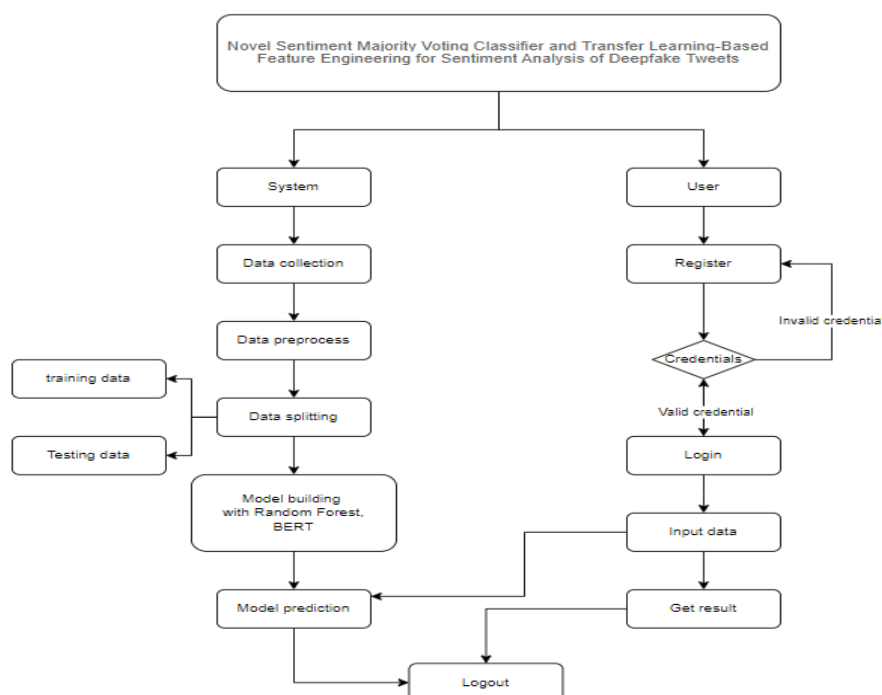 Novel Sentiment Majority Voting Classifier and Transfer Learning-Based
Feature Engineering for Sentiment Analysis of Deepfake Tweets
System
User
Data collection
Register
Invalid credentia
Data preprocess
Credentials
training data
Data splitting
Valid credential
Testing data
Login
Model building
with Random Forest,
BERT
Input data
Model prediction
Get result
Logout